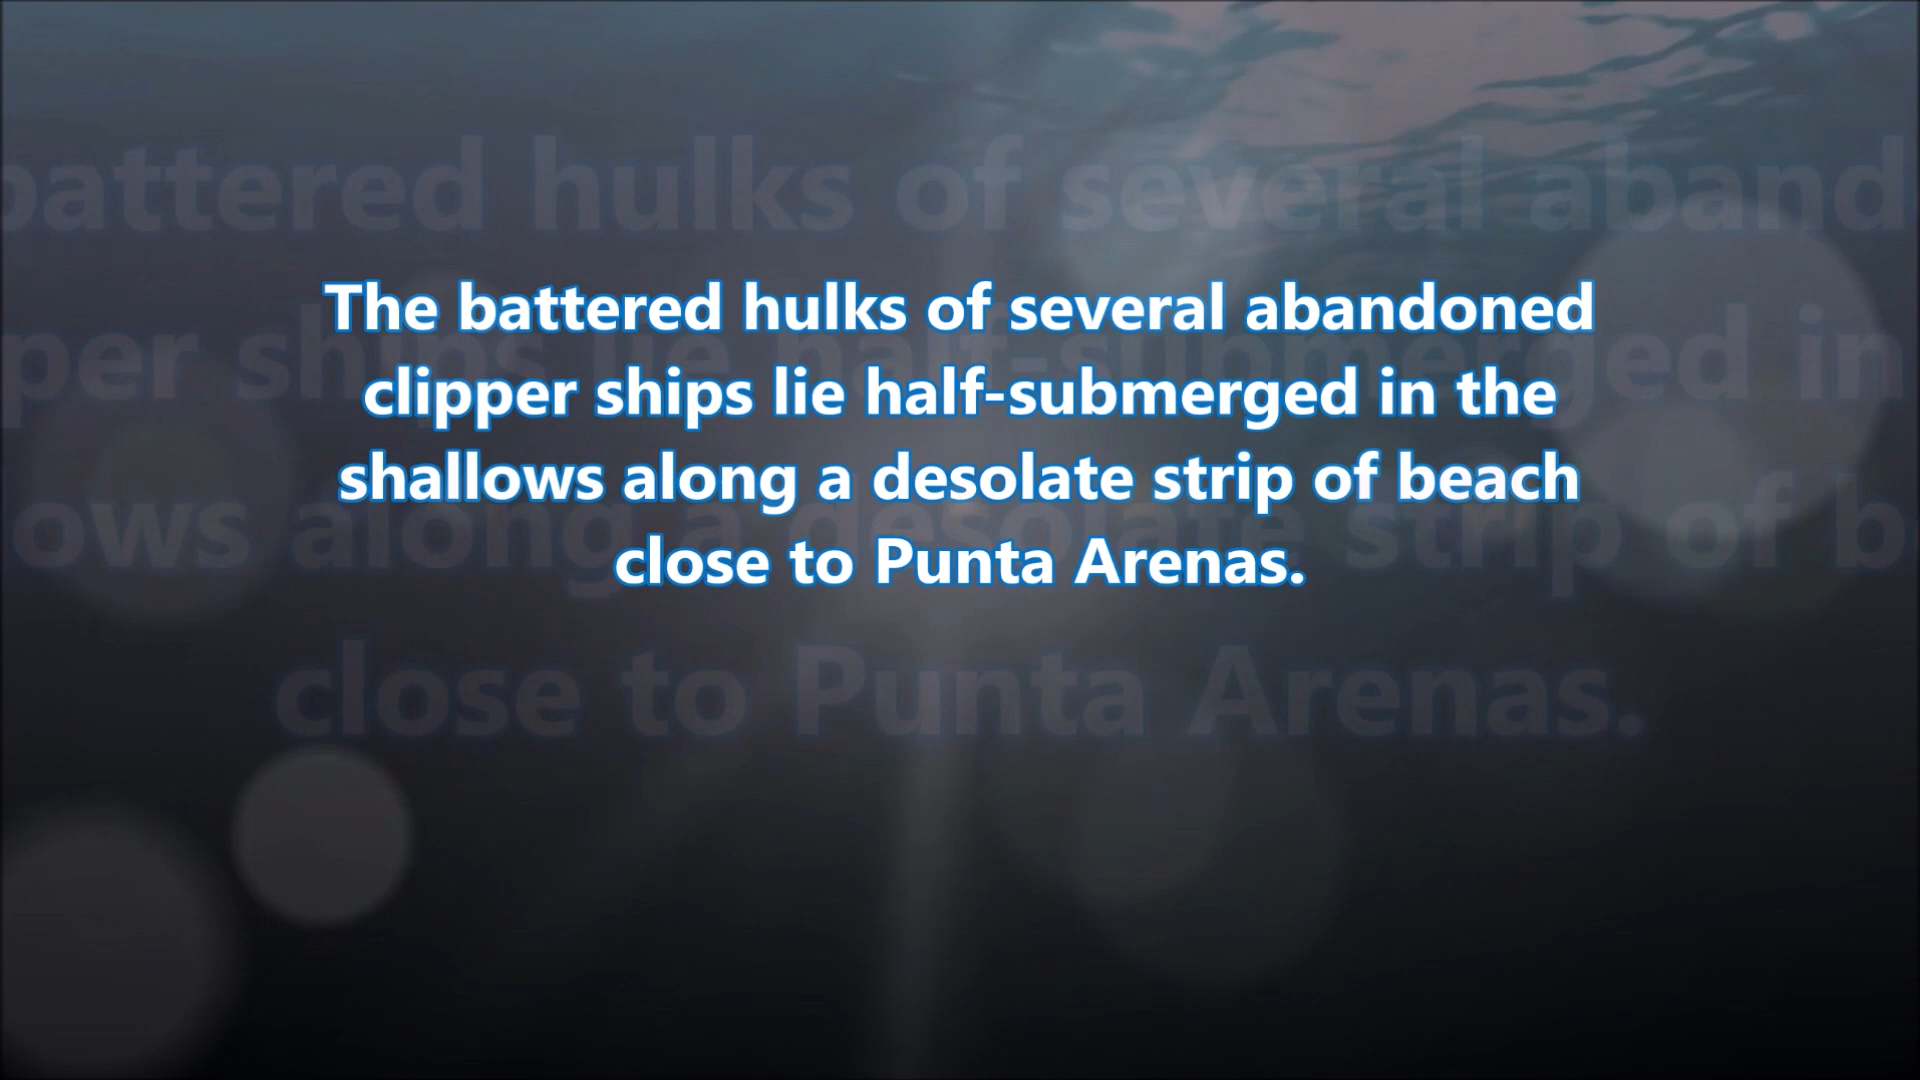 The battered hulks of several abandoned
clipper ships lie half-submerged in the
shallows along a desolate strip of beach
close to Punta Arenas.